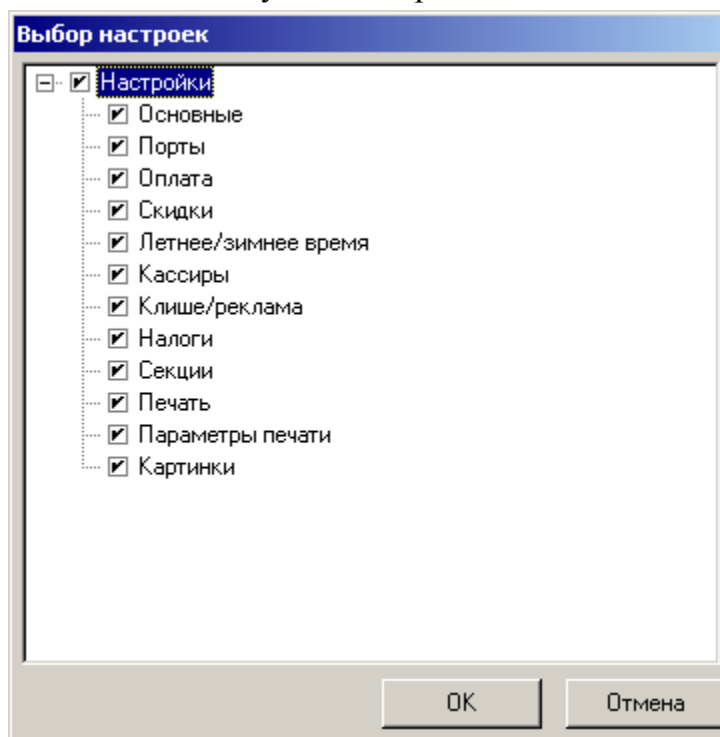 Выбор настроек
Настройки
Основные
Порты
Оплата
Скидки
Летнее/зимнее время
Кассиры
Клише/реклама
Налоги
Секции
Печать
Параметры печати
Картинки
OK Отмена